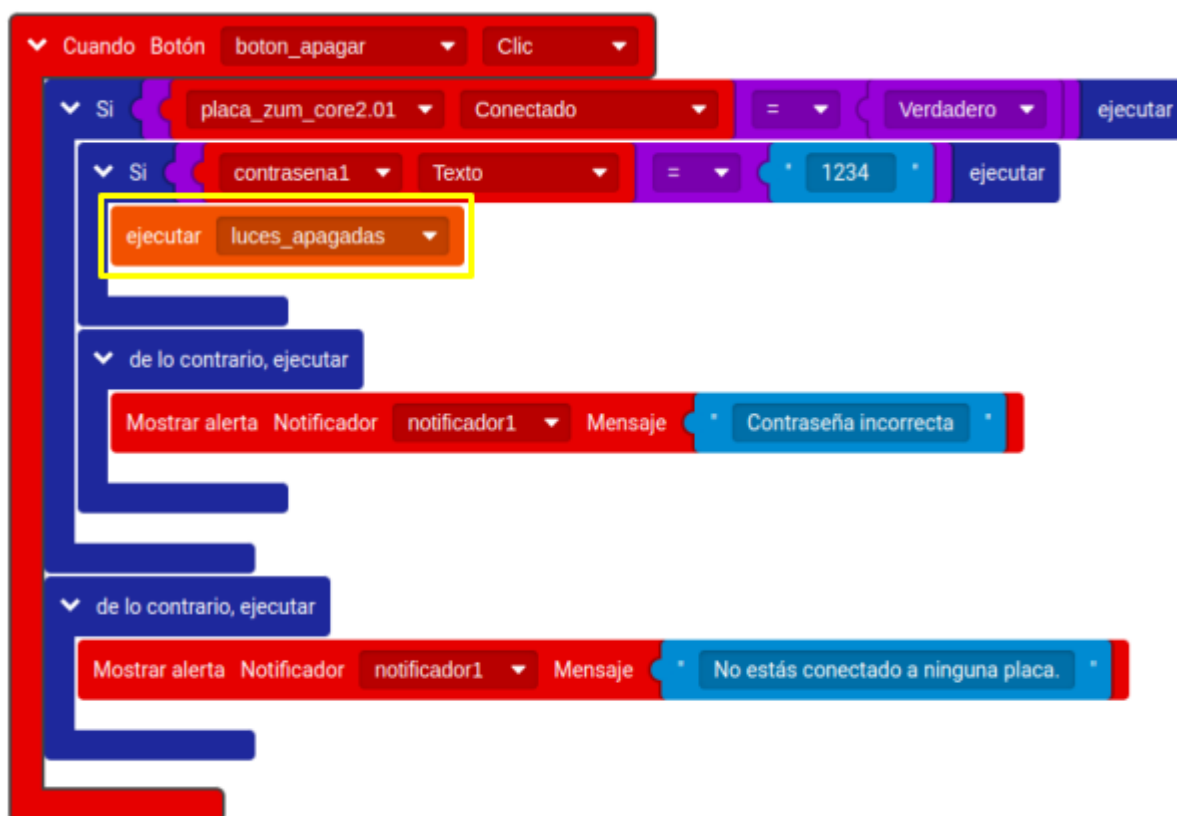 Cuando Botón boton_apagar Clic
Si placa_zum_core2.01 Conectado = Verdadero ejecutar
Si contrasena1 Texto = " 1234 " ejecutar
ejecutar luces_apagadas
de lo contrario, ejecutar
Mostrar alerta Notificador notificador1 Mensaje " Contraseña incorrecta "
de lo contrario, ejecutar
Mostrar alerta Notificador notificador1 Mensaje " No estás conectado a ninguna placa. "